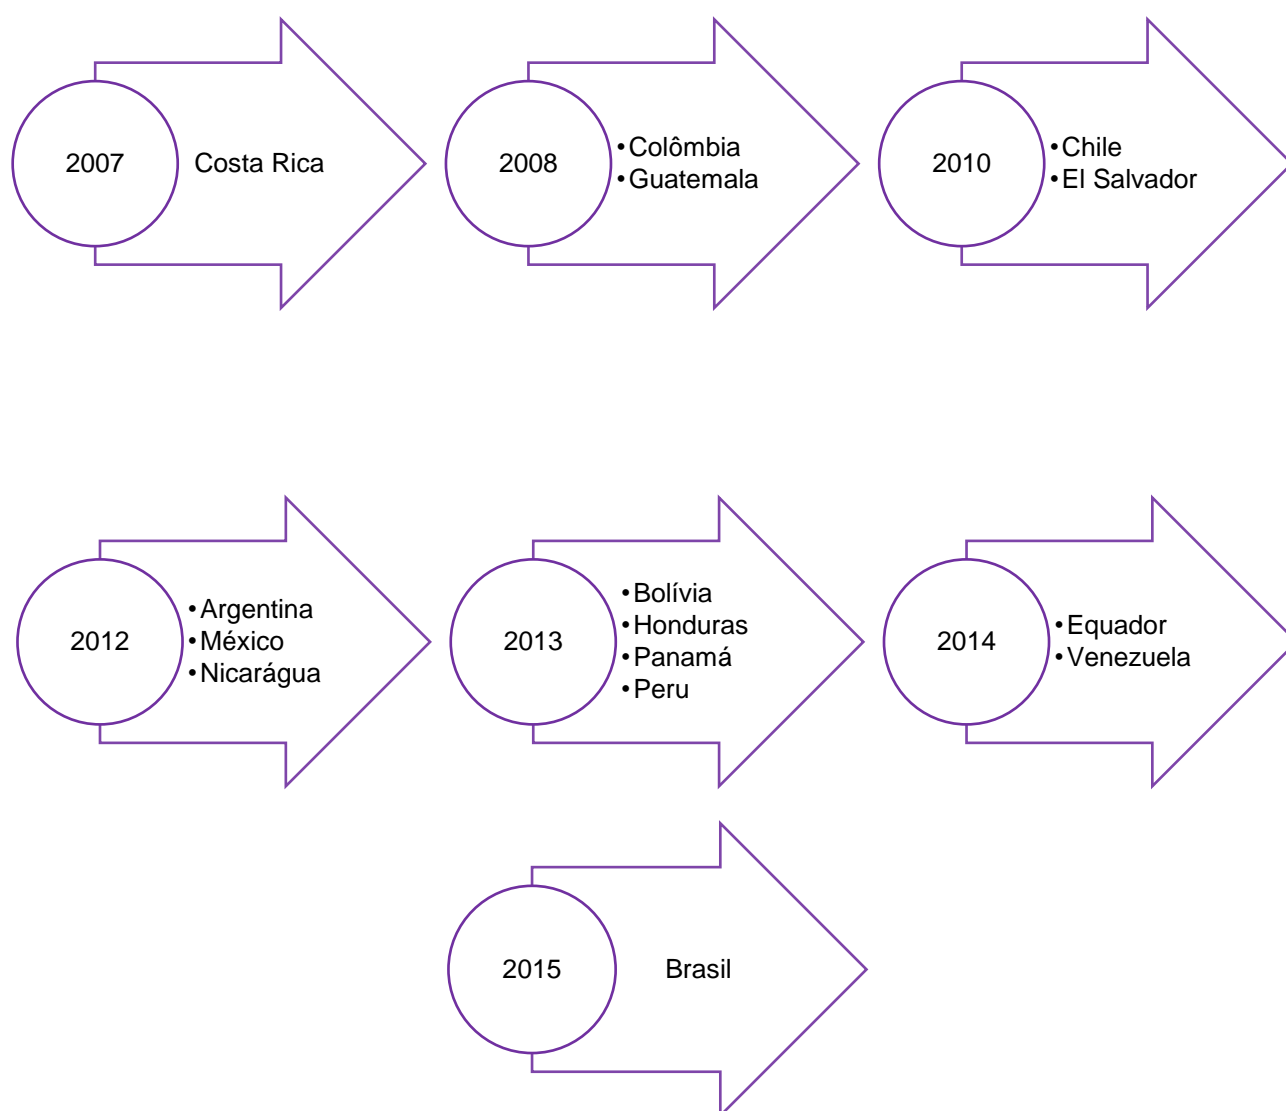 2007
Costa Rica
2008
•Colômbia
•Guatemala
2010
•Chile
•El Salvador
2012
•Argentina
•México
•Nicarágua
2013
•Bolívia
•Honduras
•Panamá
•Peru
2014
•Equador
•Venezuela
2015
Brasil